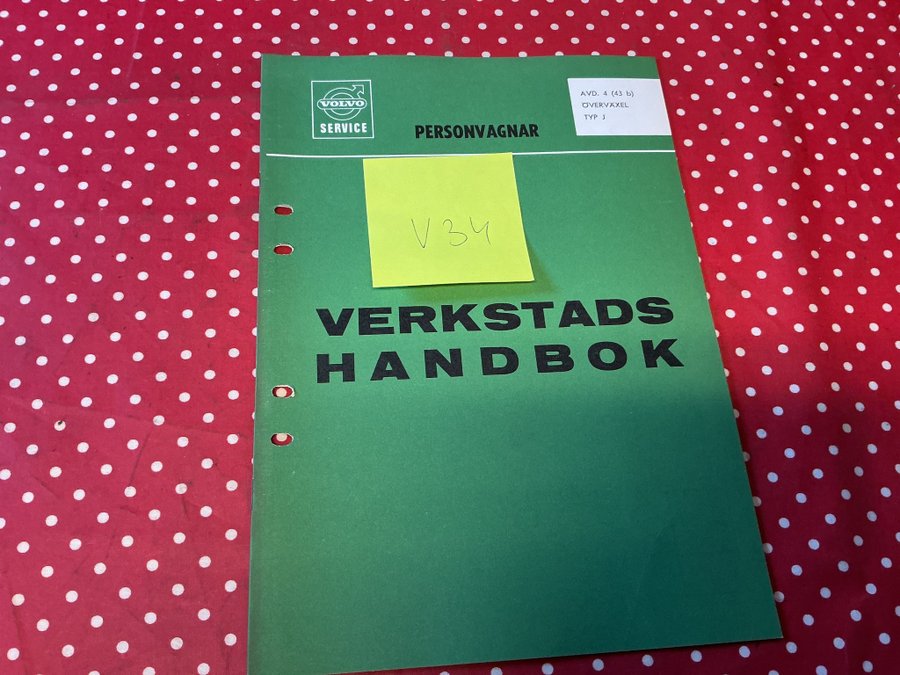 VOLVO
SERVICE
PERSONVAGNAR
AVD. 4 (43 b)
ÖVERVÄXEL
TYP J
V34
VERKSTADS
HANDBOK